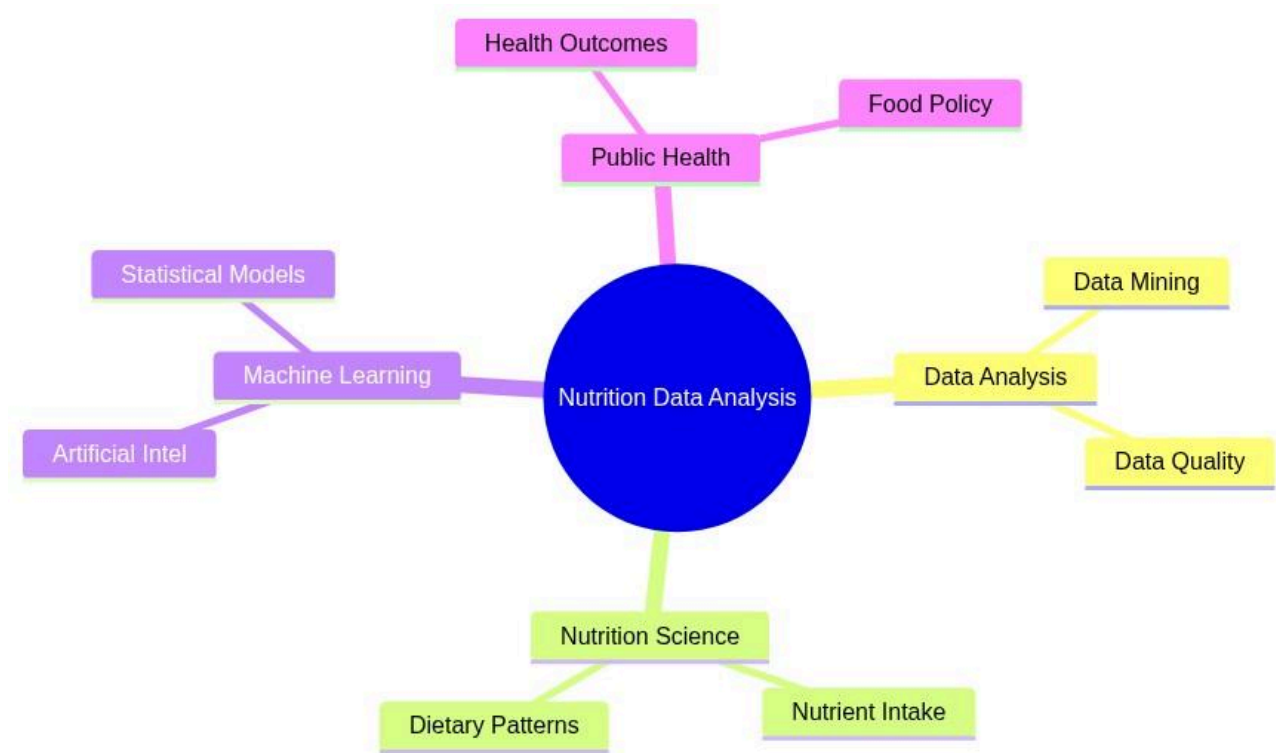 Health Outcomes
Food Policy
Public Health
Statistical Models
Data Mining
Machine Learning
Data Analysis
Nutrition Data Analysis
Artificial Intel
Data Quality
Nutrition Science
Dietary Patterns
Nutrient Intake